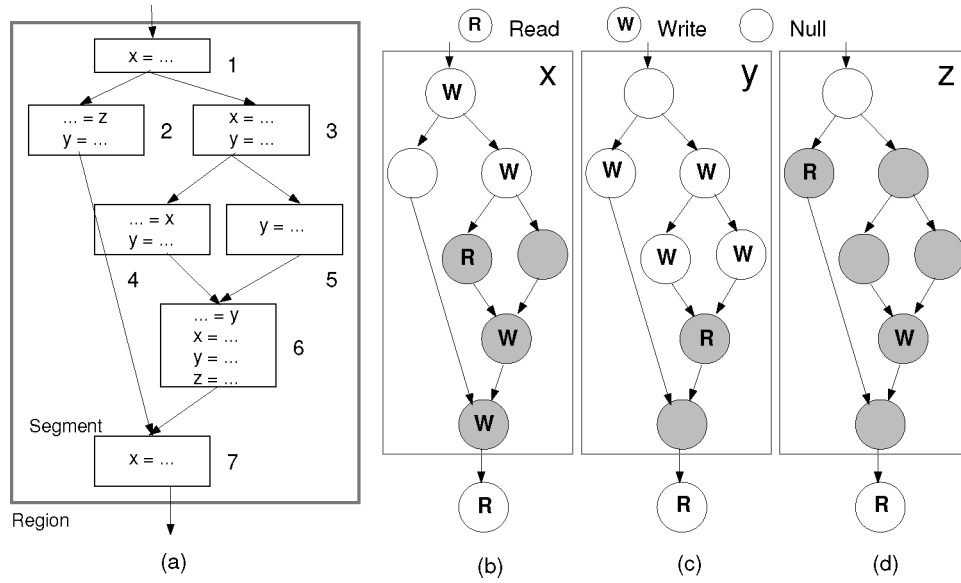 R Read W Write Null
x = ... 1
... = z
y = ... 2
x = ...
y = ... 3
... = x
y = ... 4
y = ... 5
... = y
x = ...
y = ...
z = ... 6
Segment
x = ... 7
Region
(a)
x
W
W
R
W
W
R
(b)
y
W W
W W
R
R
(c)
z
R
W
R
(d)